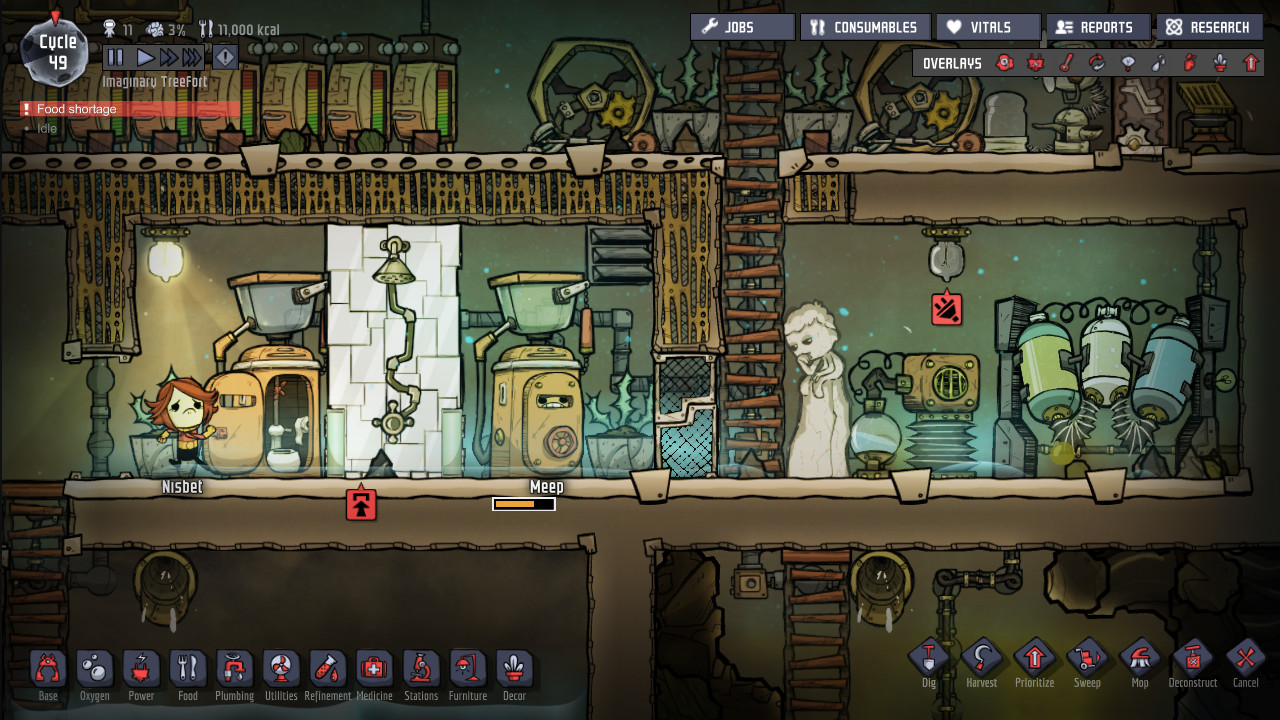 Cycle
49
11
3%
11,000 kcal
Imaginary TreeFort
! Food shortage
• Idle
JOBS
CONSUMABLES
VITALS
REPORTS
RESEARCH
OVERLAYS
Nisbet
Meep
Base
Oxygen
Power
Food
Plumbing
Utilities
Refinement
Medicine
Stations
Furniture
Decor
Dig
Harvest
Prioritize
Sweep
Mop
Deconstruct
Cancel